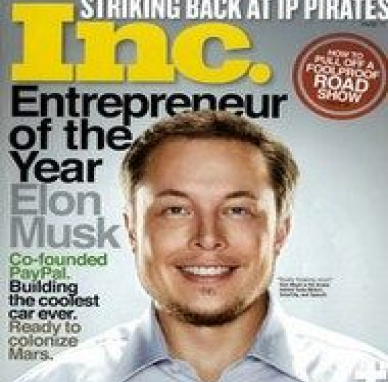 STRIKING BACK AT IP PIRATES
Inc.
HOW TO
PULL OFF A
FOOLPROOF
ROAD
SHOW
Entrepreneur
of the
Year
Elon
Musk
Co-founded
PayPal.
Building
the coolest
car ever.
Ready to
colonize
Mars.